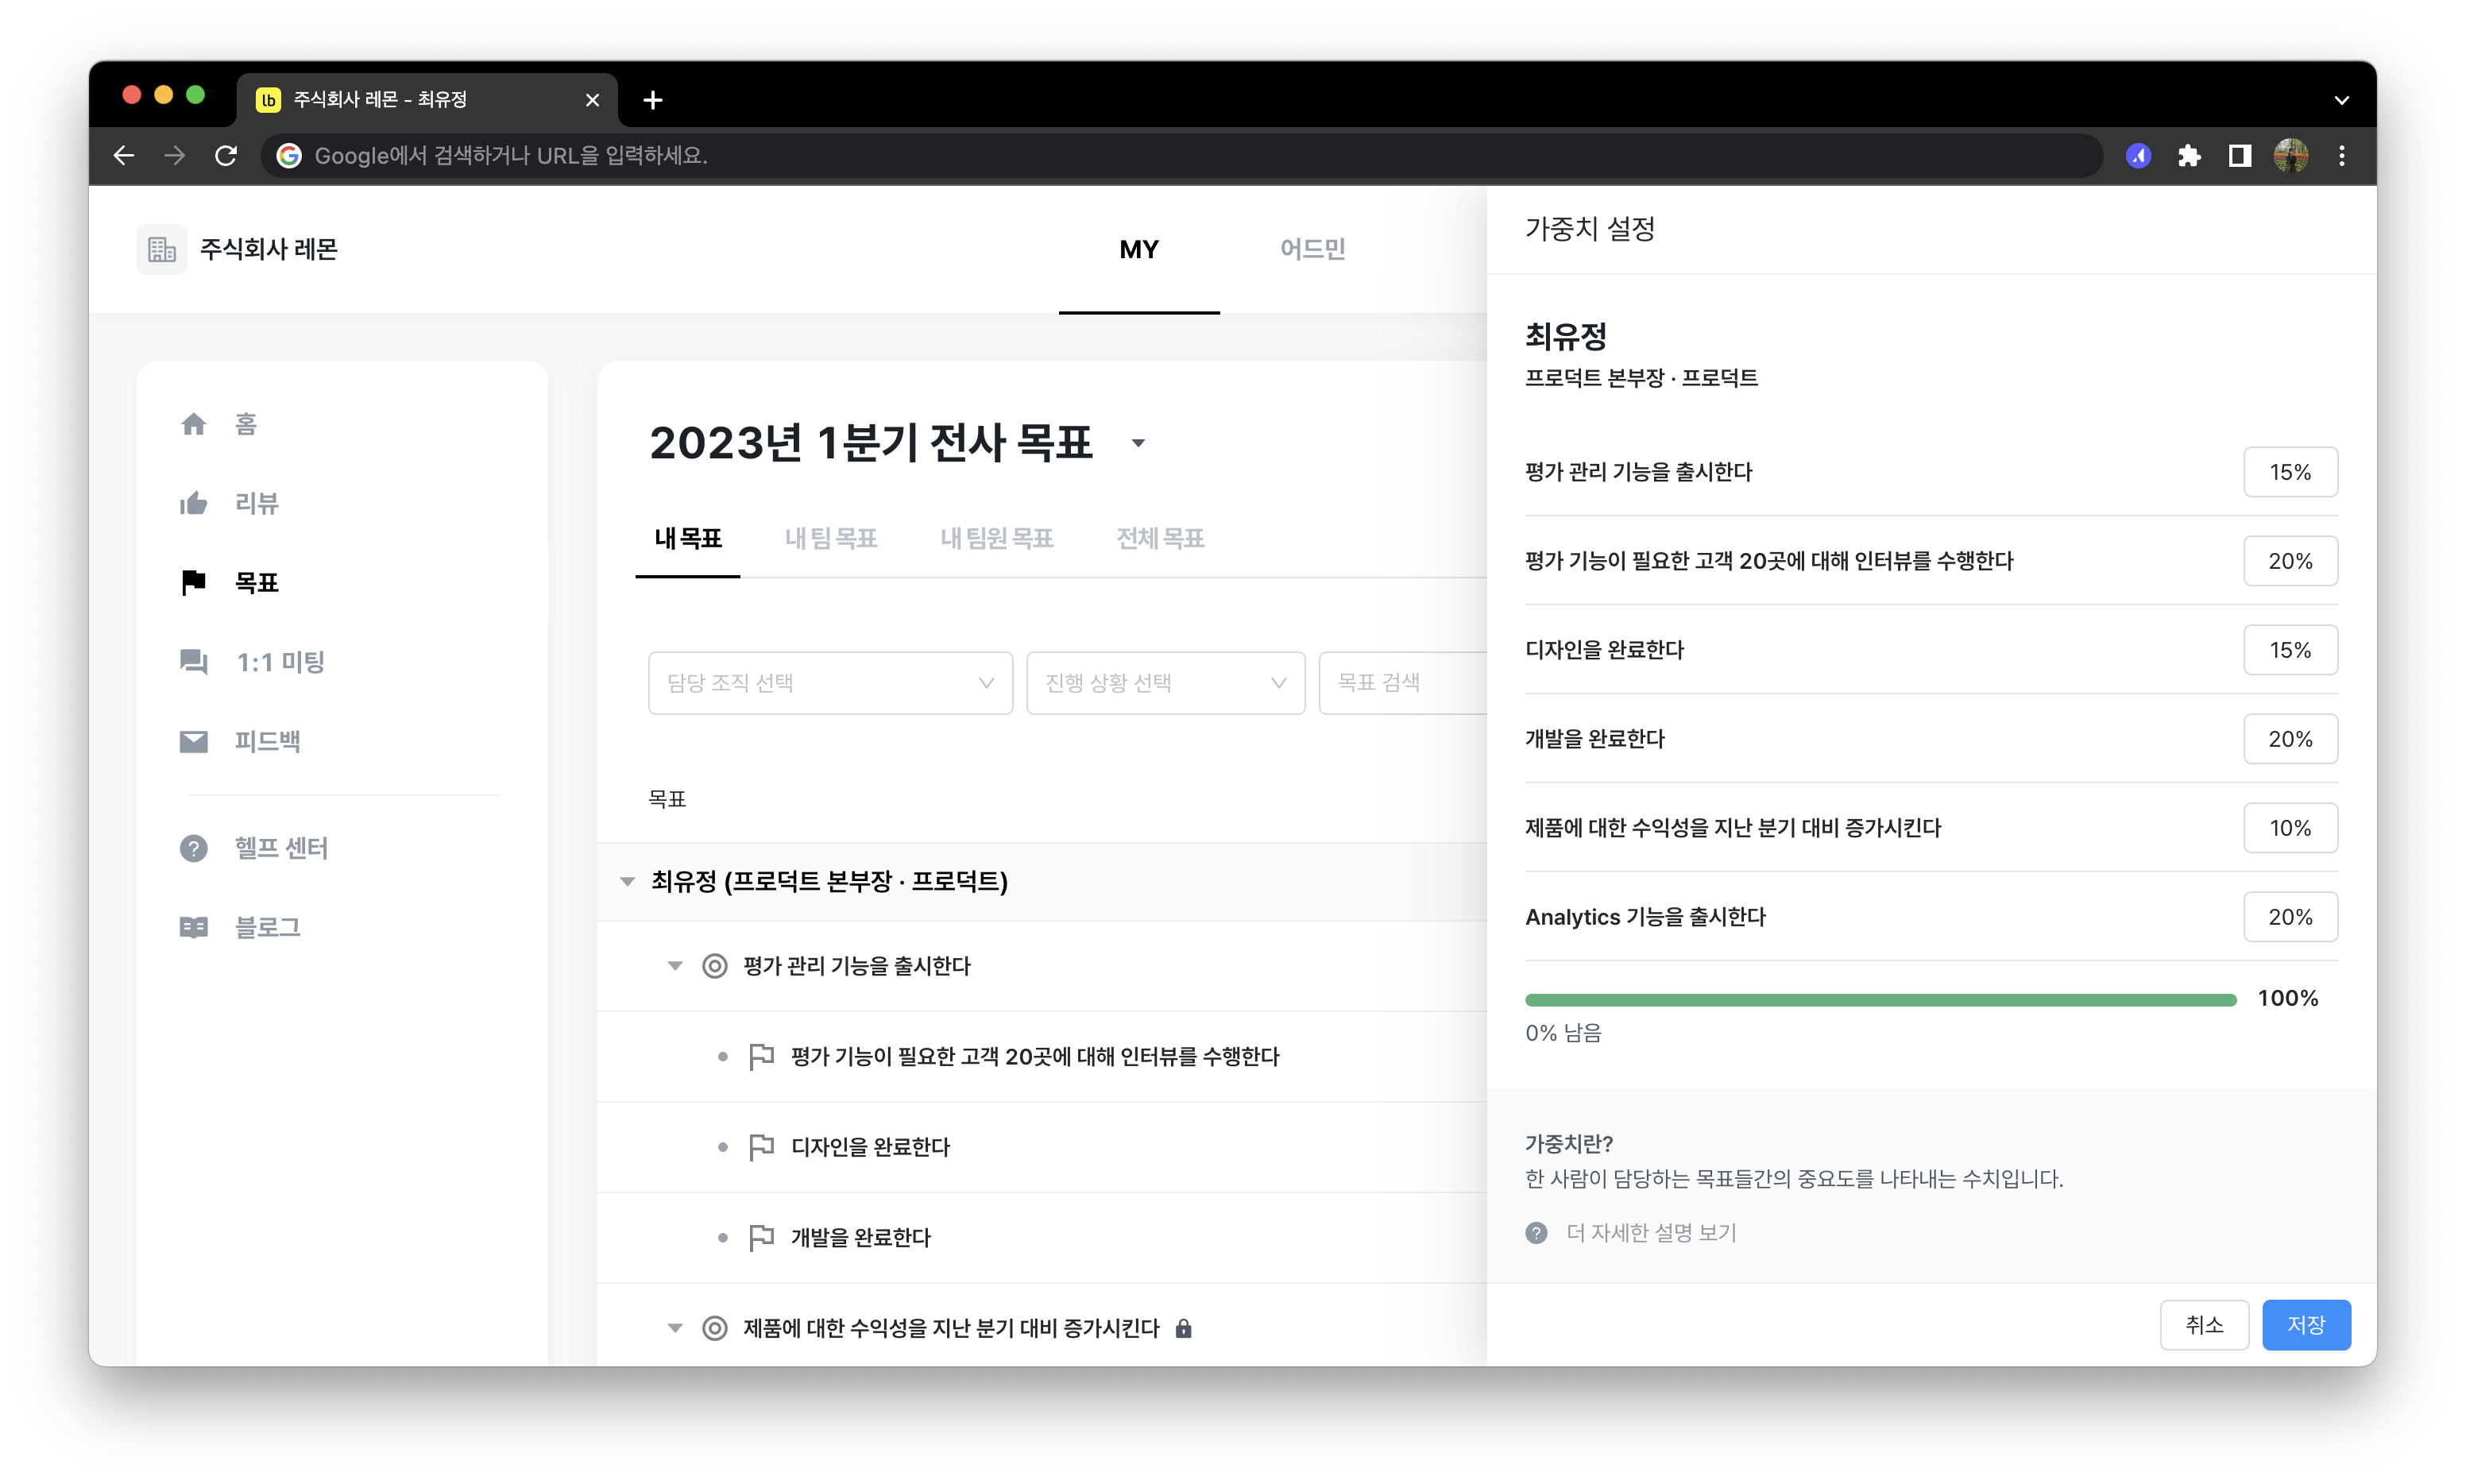 lb 주식회사 레몬 - 최유정
Google에서 검색하거나 URL을 입력하세요.
주식회사 레몬
MY
어드민
홈
리뷰
목표
1:1 미팅
피드백
헬프 센터
블로그
2023년 1분기 전사 목표
내 목표
내 팀 목표
내 팀원 목표
전체 목표
담당 조직 선택
진행 상황 선택
목표 검색
목표
최유정 (프로덕트 본부장 · 프로덕트)
평가 관리 기능을 출시한다
평가 기능이 필요한 고객 20곳에 대해 인터뷰를 수행한다
디자인을 완료한다
개발을 완료한다
제품에 대한 수익성을 지난 분기 대비 증가시킨다
가중치 설정
최유정
프로덕트 본부장 · 프로덕트
평가 관리 기능을 출시한다 15%
평가 기능이 필요한 고객 20곳에 대해 인터뷰를 수행한다 20%
디자인을 완료한다 15%
개발을 완료한다 20%
제품에 대한 수익성을 지난 분기 대비 증가시킨다 10%
Analytics 기능을 출시한다 20%
100%
0% 남음
가중치란?
한 사람이 담당하는 목표들간의 중요도를 나타내는 수치입니다.
? 더 자세한 설명 보기
취소
저장